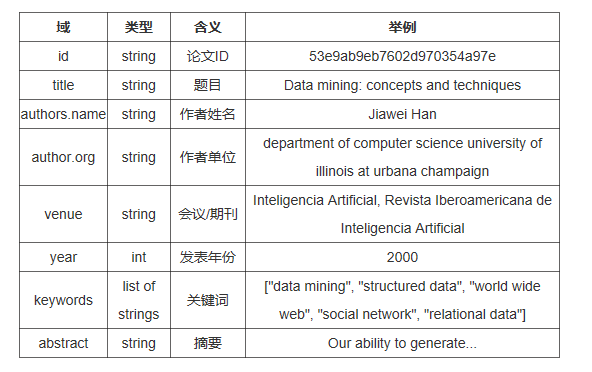 域 类型 含义 举例
id string 论文ID 53e9ab9eb7602d970354a97e
title string 题目 Data mining: concepts and techniques
authors.name string 作者姓名 Jiawei Han
author.org string 作者单位 department of computer science university of
illinois at urbana champaign
venue string 会议/期刊 Inteligencia Artificial, Revista Iberoamericana de
Inteligencia Artificial
year int 发表年份 2000
keywords list of
strings 关键词 ["data mining", "structured data", "world wide
web", "social network", "relational data"]
abstract string 摘要 Our ability to generate...